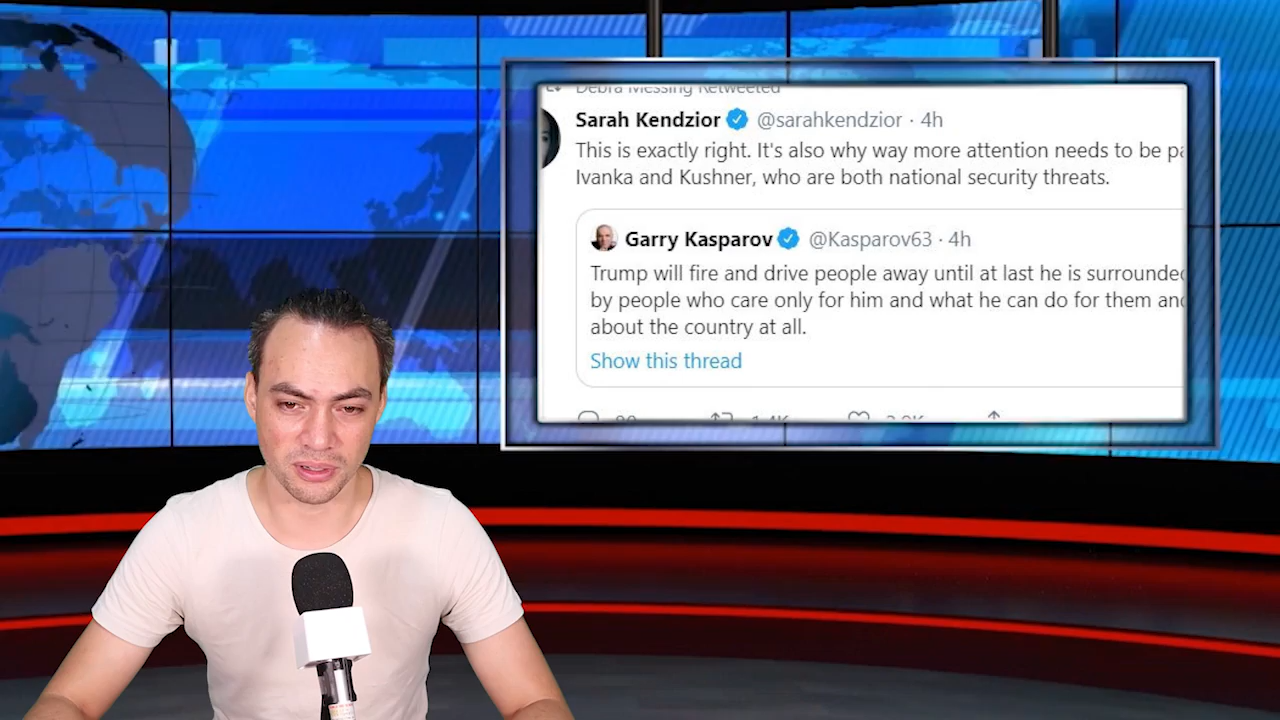 Debra Messing Retweeted
Sarah Kendzior @sarahkendzior · 4h
This is exactly right. It's also why way more attention needs to be pa
Ivanka and Kushner, who are both national security threats.
Garry Kasparov @Kasparov63 · 4h
Trump will fire and drive people away until at last he is surrounded
by people who care only for him and what he can do for them and
about the country at all.
Show this thread